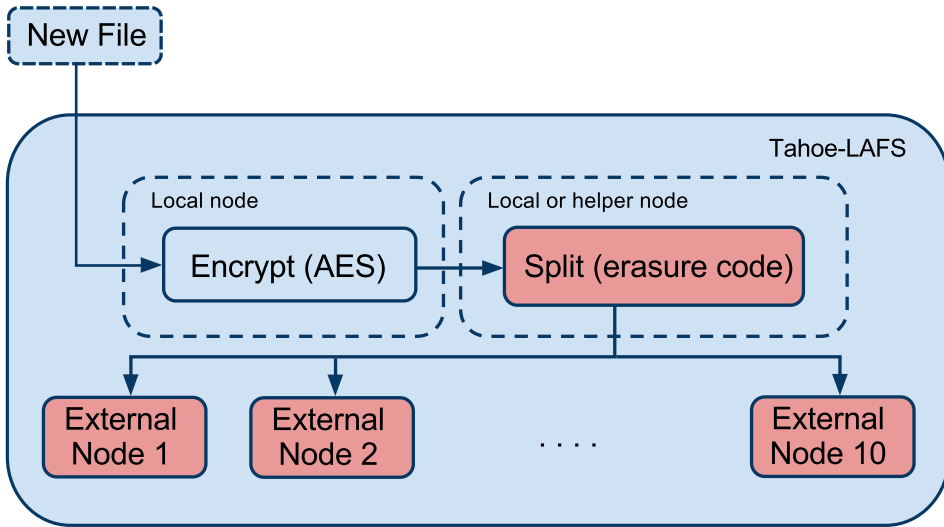 New File
Tahoe-LAFS
Local node
Local or helper node
Encrypt (AES)
Split (erasure code)
External
Node 1
External
Node 2
. . . .
External
Node 10